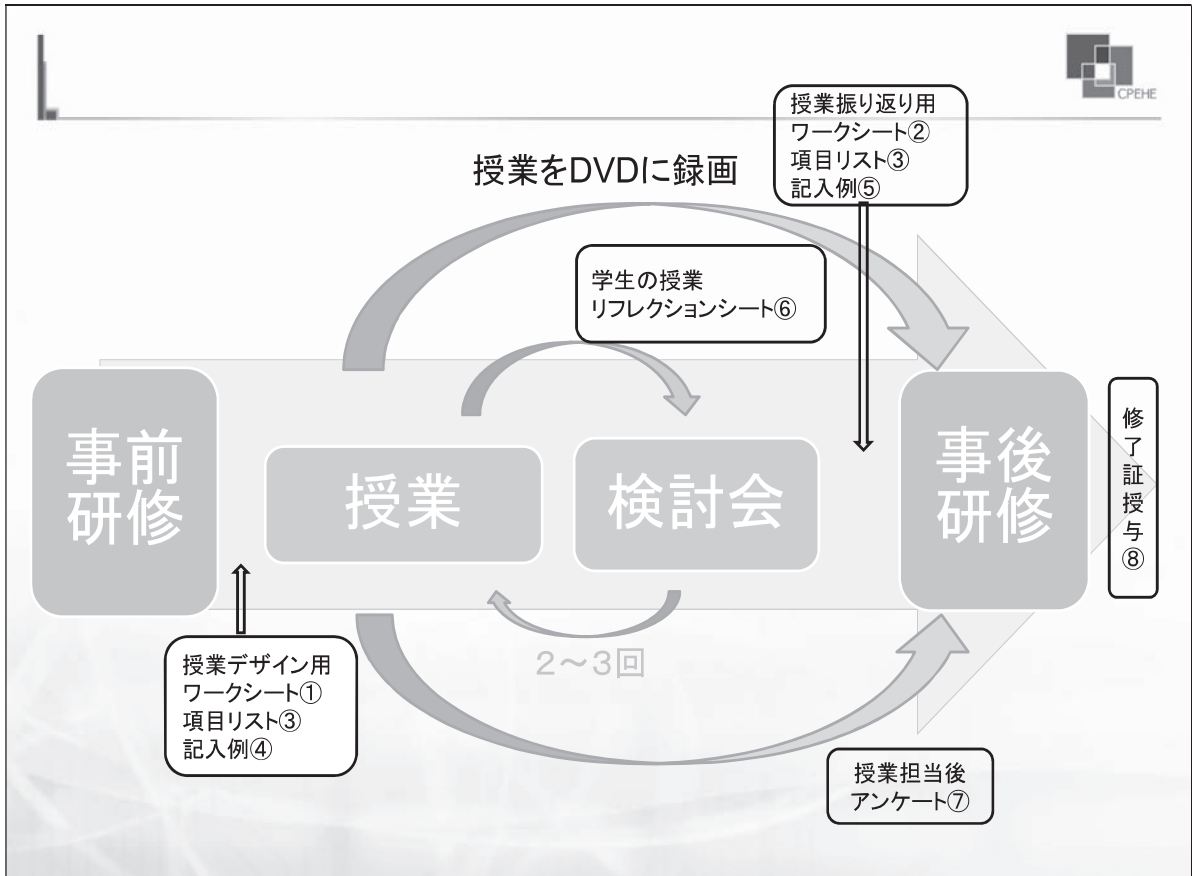 CPEHE
授業振り返り用
ワークシート②
項目リスト③
記入例⑤
授業をDVDに録画
学生の授業
リフレクションシート⑥
事前
研修
授業
検討会
事後
研修
修了証授与⑧
2～3回
授業デザイン用
ワークシート①
項目リスト③
記入例④
授業担当後
アンケート⑦